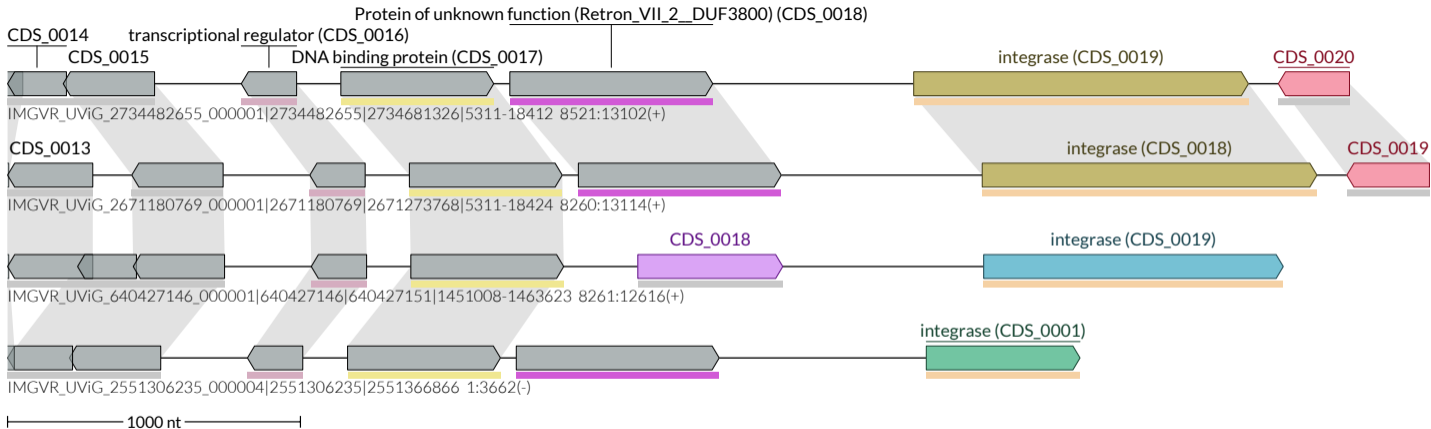 Protein of unknown function (Retron_VII_2__DUF3800) (CDS_0018)
CDS_0014 transcriptional regulator (CDS_0016)
CDS_0015 DNA binding protein (CDS_0017) integrase (CDS_0019) CDS_0020
IMGVR_UViG_2734482655_000001|2734482655|2734681326|5311-18412 8521:13102(+)
CDS_0013 integrase (CDS_0018) CDS_0019
IMGVR_UViG_2671180769_000001|2671180769|2671273768|5311-18424 8260:13114(+)
CDS_0018 integrase (CDS_0019)
IMGVR_UViG_640427146_000001|640427146|640427151|1451008-1463623 8261:12616(+)
integrase (CDS_0001)
IMGVR_UViG_2551306235_000004|2551306235|2551366866 1:3662(-)
1000 nt